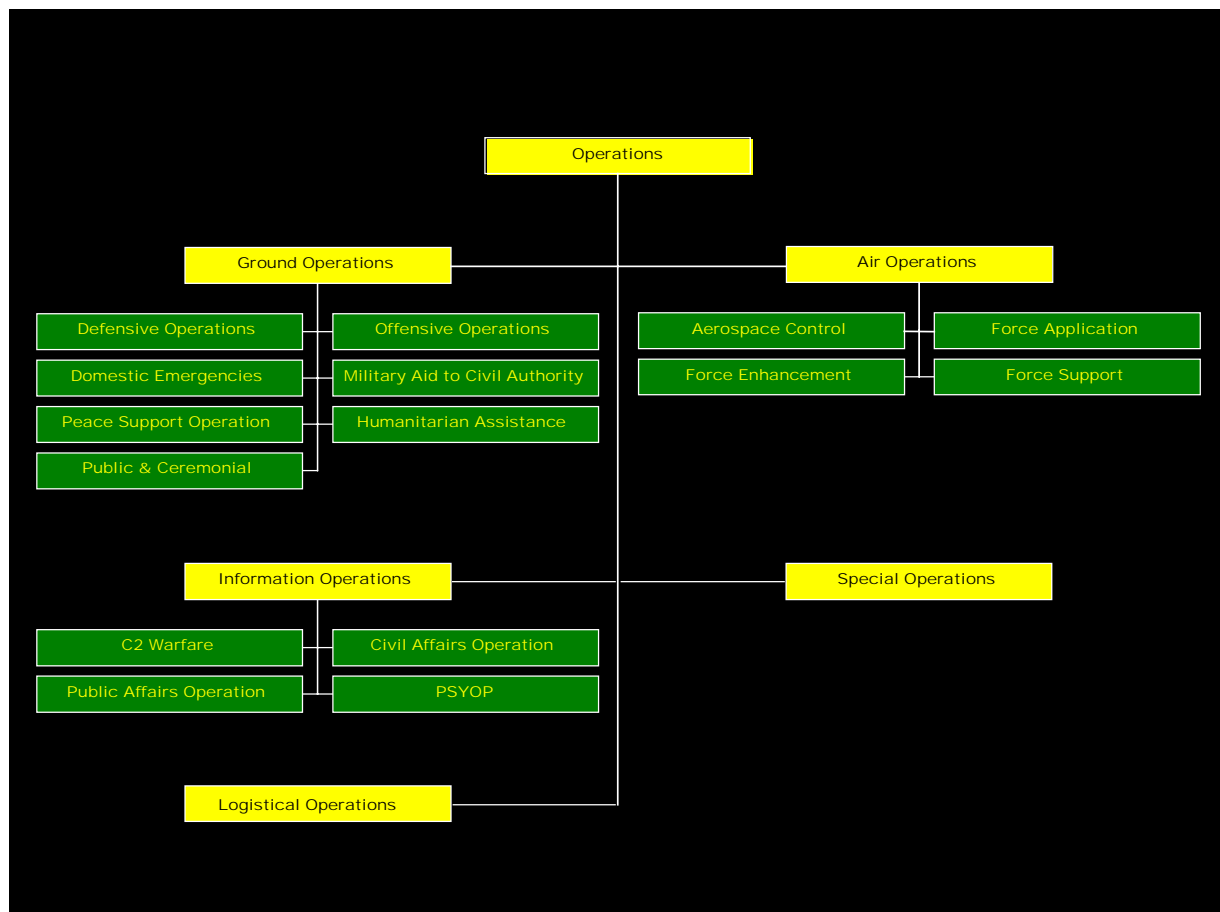 Operations
Ground Operations
Air Operations
Defensive Operations
Offensive Operations
Aerospace Control
Force Application
Domestic Emergencies
Military Aid to Civil Authority
Force Enhancement
Force Support
Peace Support Operation
Humanitarian Assistance
Public & Ceremonial
Information Operations
Special Operations
C2 Warfare
Civil Affairs Operation
Public Affairs Operation
PSYOP
Logistical Operations